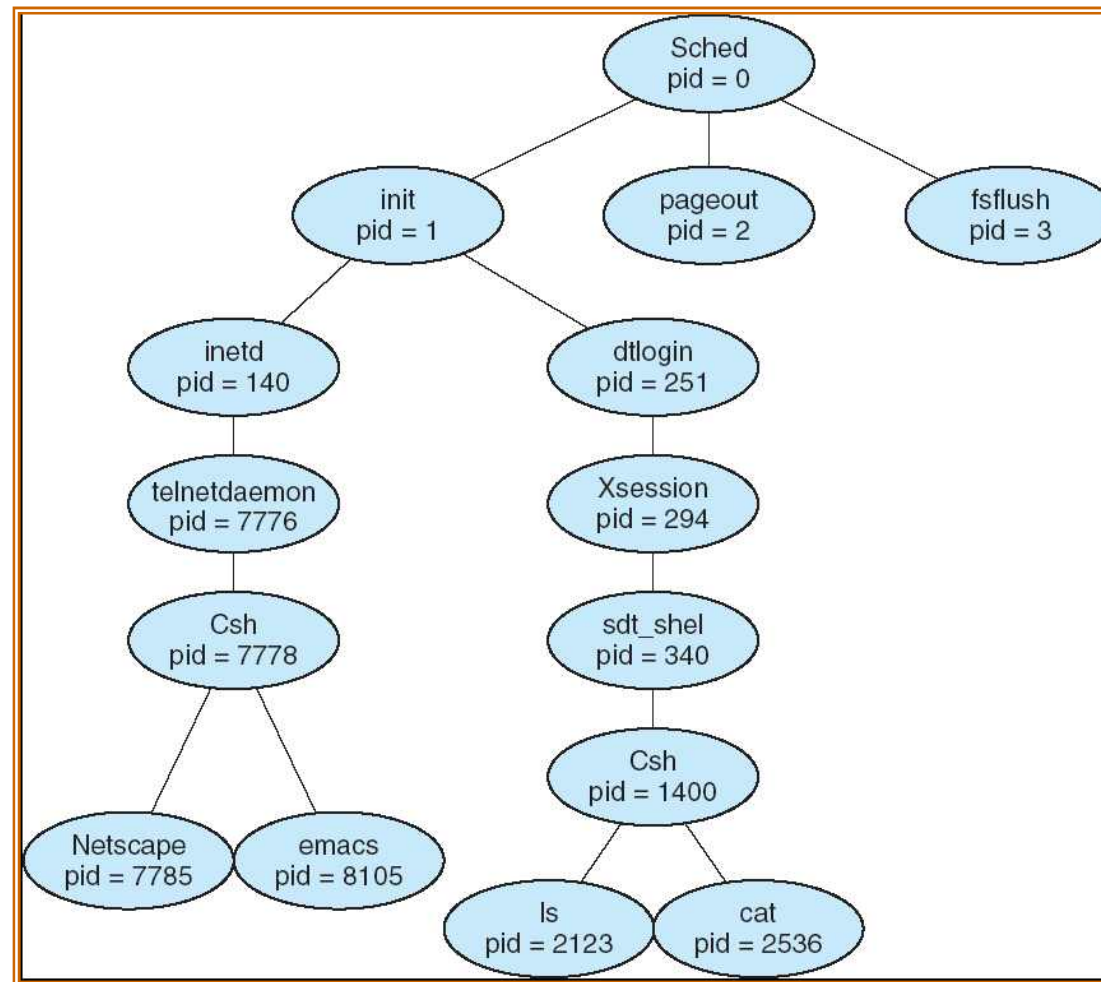 Sched
pid = 0
init
pid = 1
pageout
pid = 2
fsflush
pid = 3
inetd
pid = 140
dtlogin
pid = 251
telnetdaemon
pid = 7776
Xsession
pid = 294
Csh
pid = 7778
sdt_shel
pid = 340
Csh
pid = 1400
Netscape
pid = 7785
emacs
pid = 8105
ls
pid = 2123
cat
pid = 2536